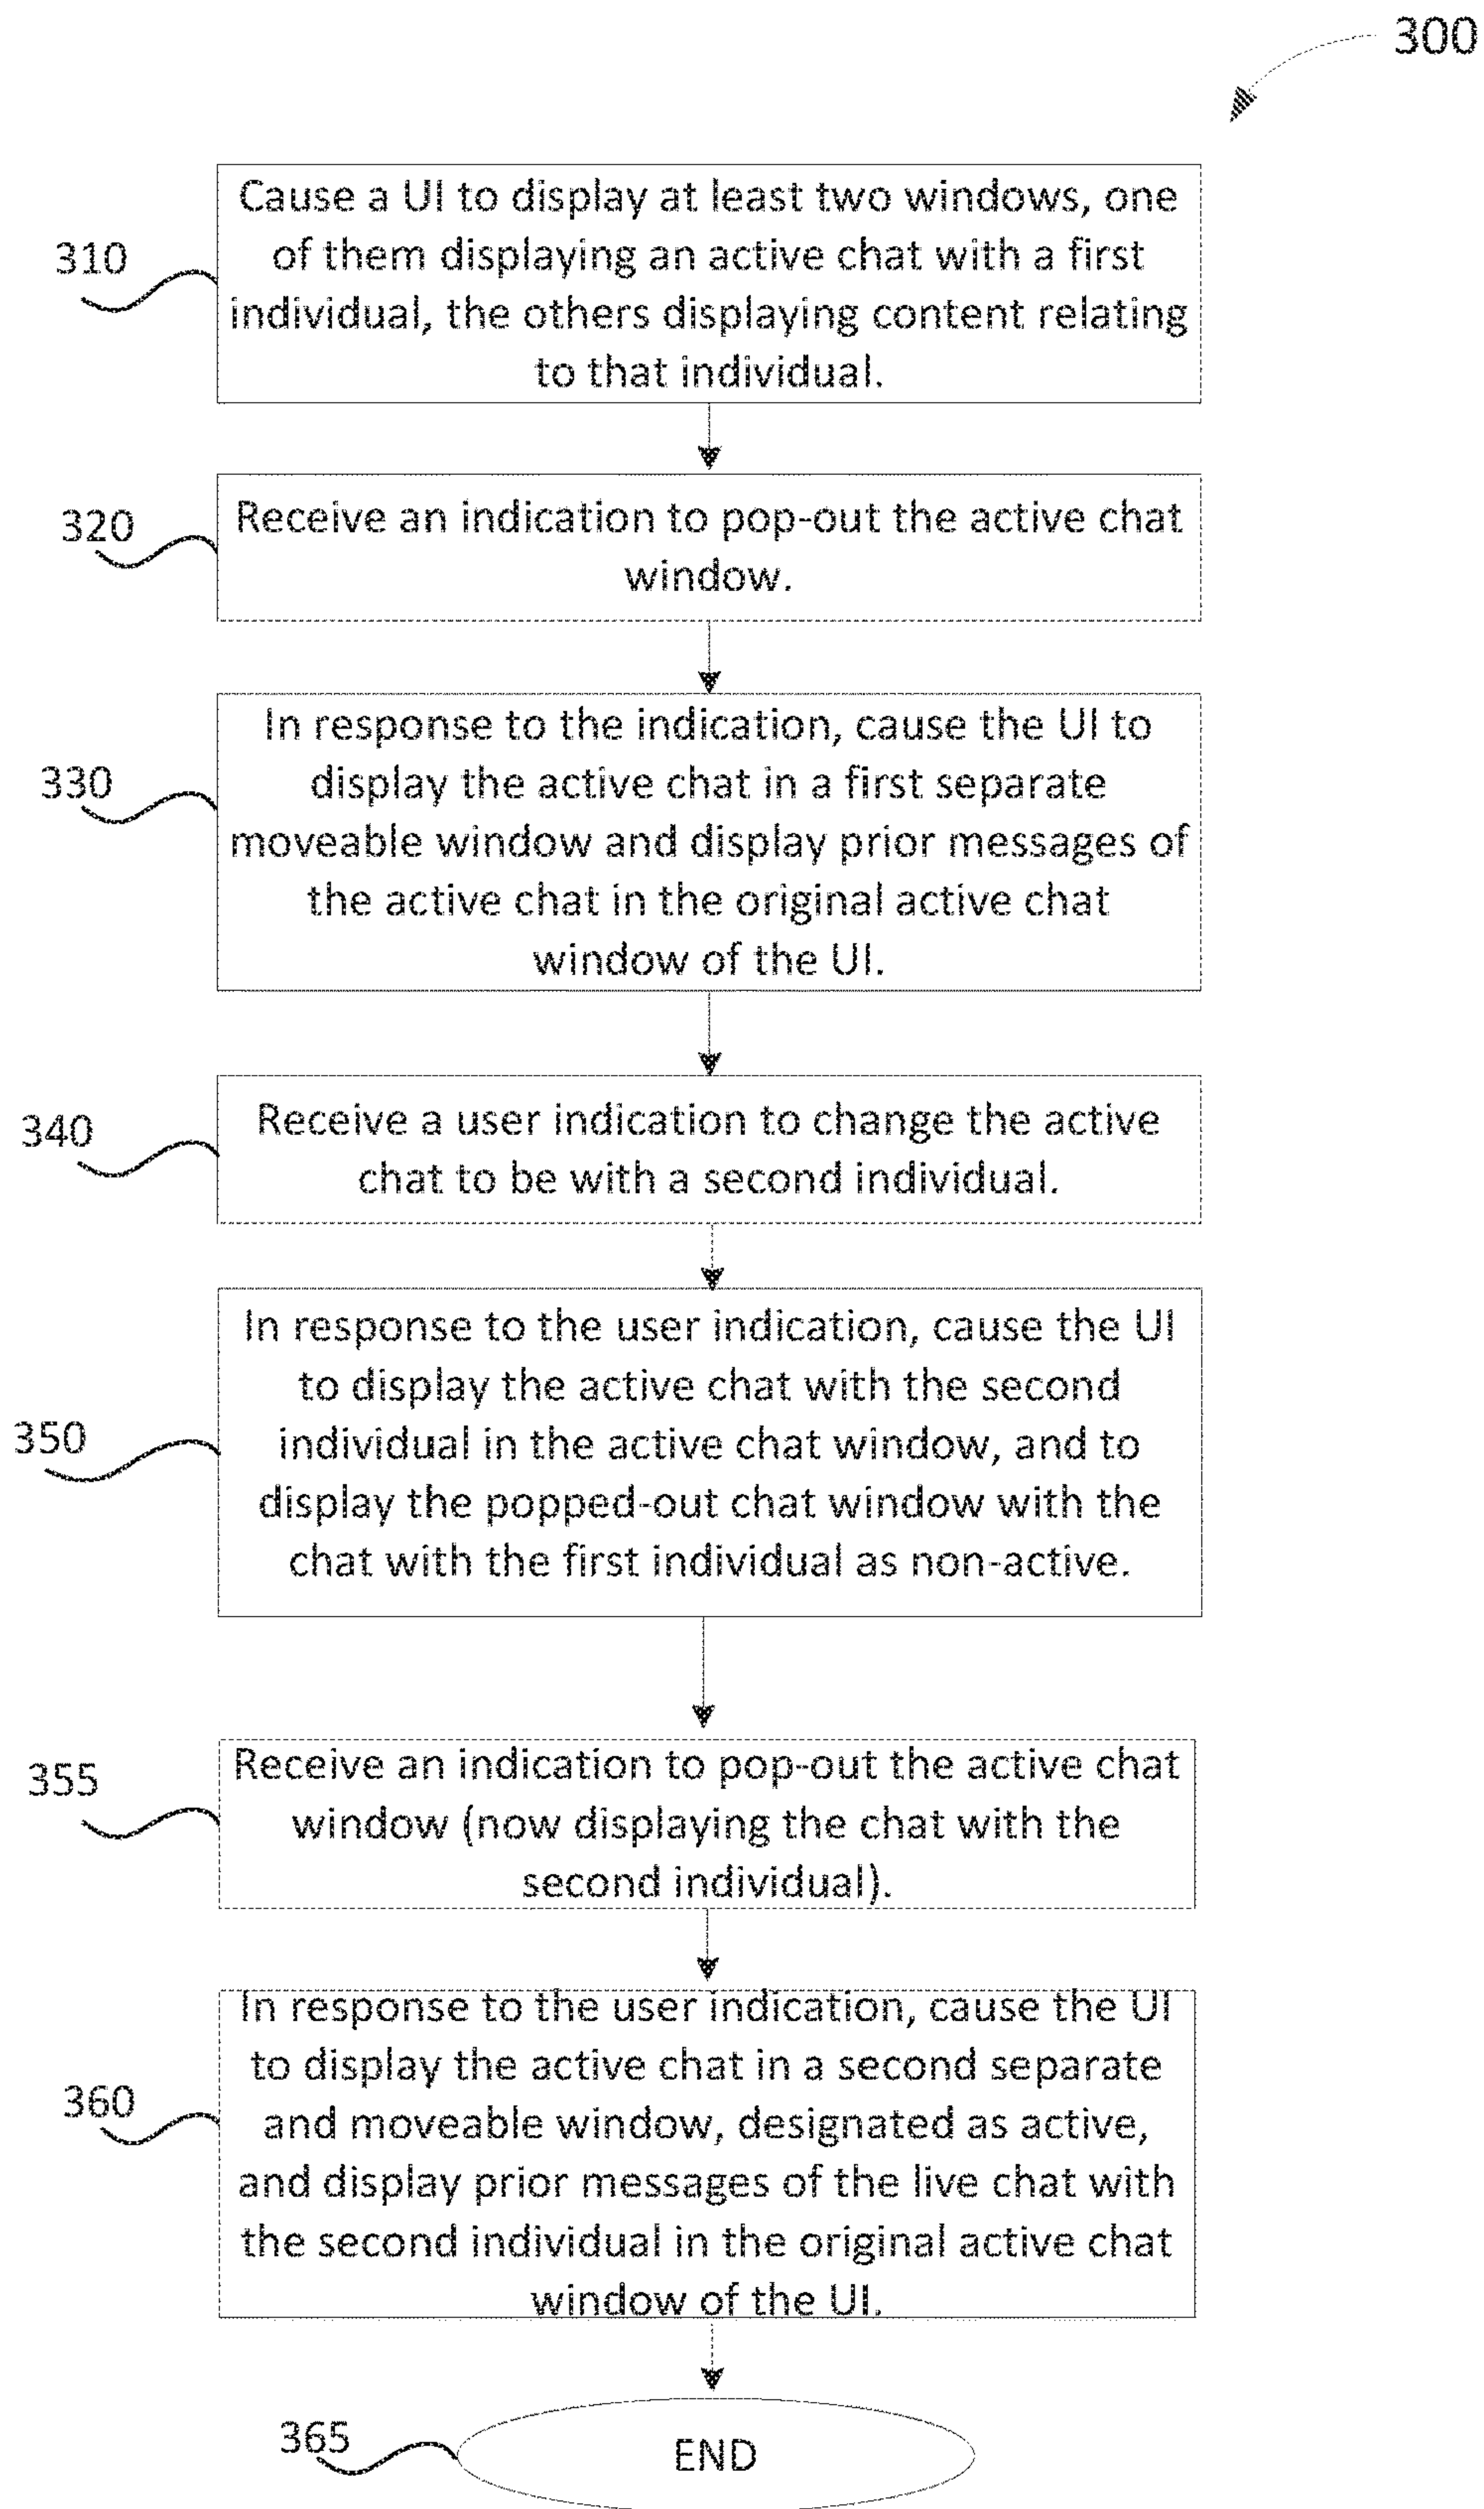 300
310
Cause a UI to display at least two windows, one
of them displaying an active chat with a first
individual, the others displaying content relating
to that individual.
320
Receive an indication to pop-out the active chat
window.
330
In response to the indication, cause the UI to
display the active chat in a first separate
moveable window and display prior messages of
the active chat in the original active chat
window of the UI.
340
Receive a user indication to change the active
chat to be with a second individual.
350
In response to the user indication, cause the UI
to display the active chat with the second
individual in the active chat window, and to
display the popped-out chat window with the
chat with the first individual as non-active.
355
Receive an indication to pop-out the active chat
window (now displaying the chat with the
second individual).
360
In response to the user indication, cause the UI
to display the active chat in a second separate
and moveable window, designated as active,
and display prior messages of the live chat with
the second individual in the original active chat
window of the UI.
365
END